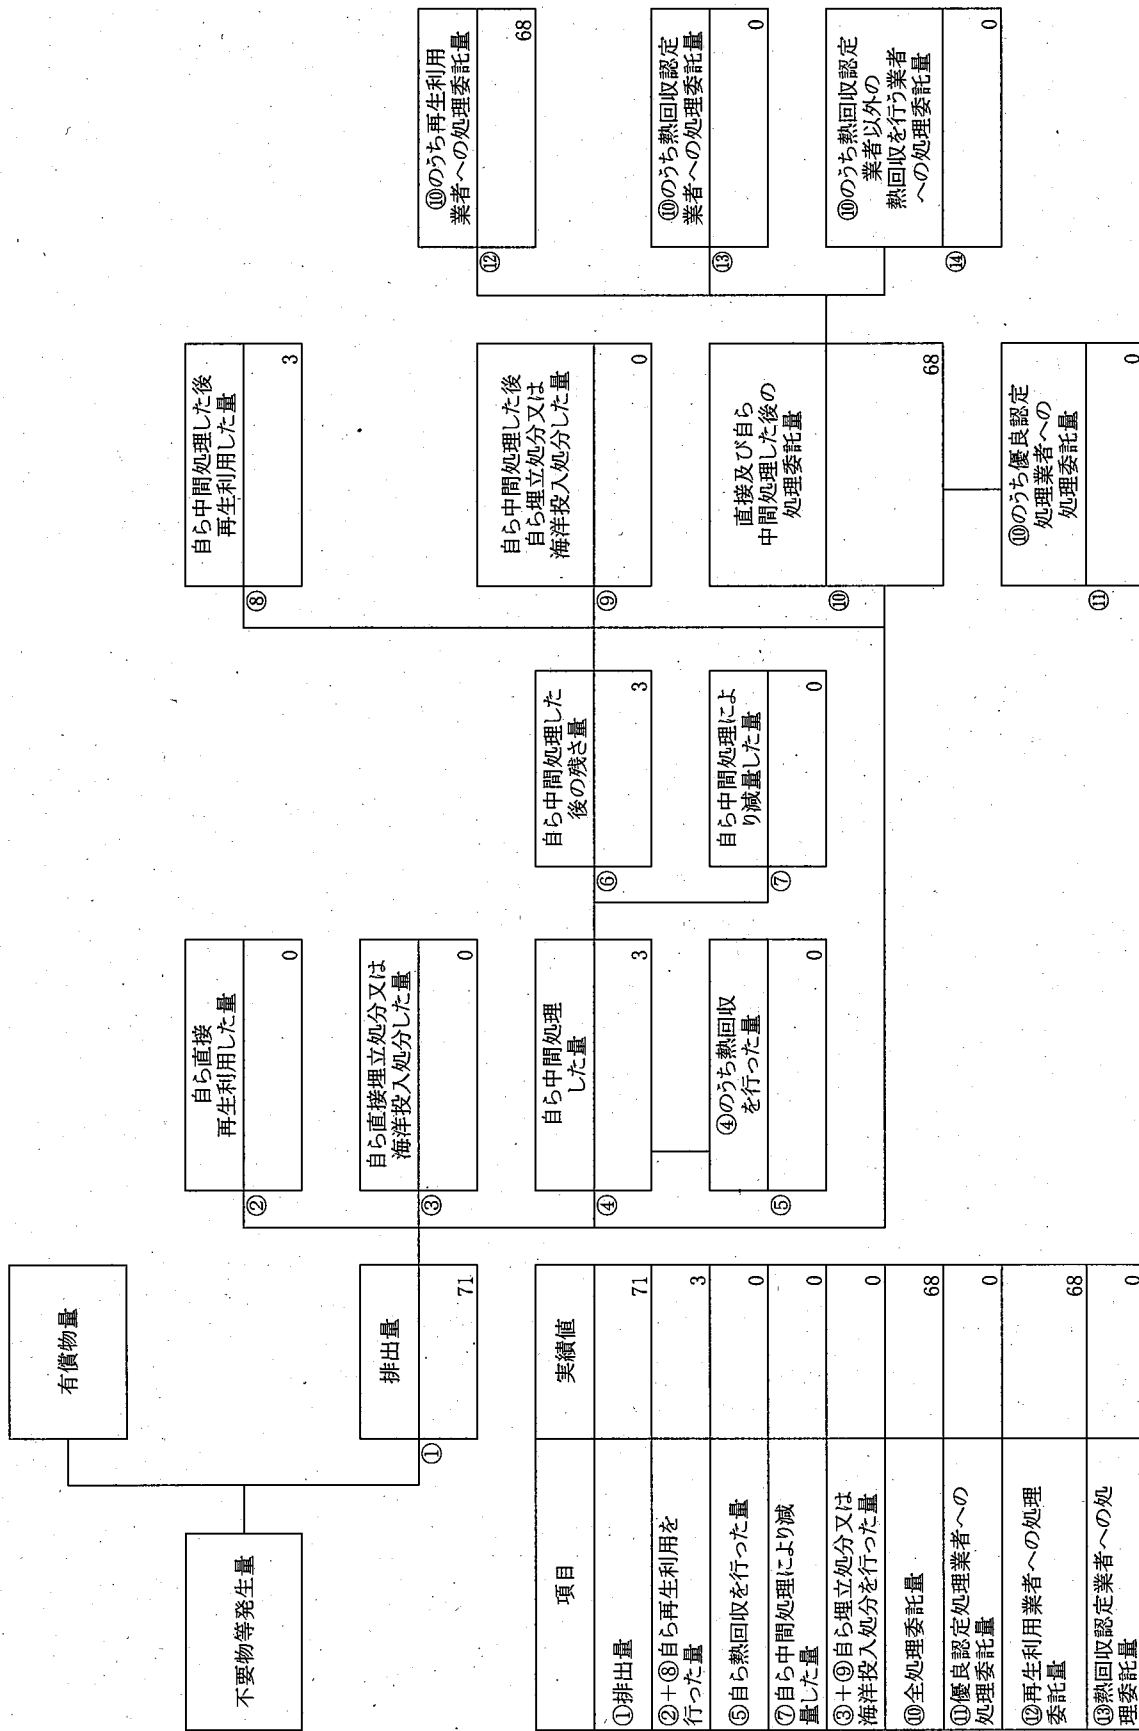 不要物等発生量
有償物量
排出量
①
71
自ら直接
再生利用した量
②
0
自ら直接埋立処分又は
海洋投入処分した量
③
0
自ら中間処理
した量
④
3
④のうち熱回収
を行った量
⑤
0
自ら中間処理した
後の残さ量
⑥
3
自ら中間処理によ
り減量した量
⑦
0
自ら中間処理した後
再生利用した量
⑧
3
自ら中間処理した後
自ら埋立処分又は
海洋投入処分した量
⑨
0
直接及び自ら
中間処理した後の
処理委託量
⑩
68
⑩のうち優良認定
処理業者への
処理委託量
⑪
0
⑩のうち再生利用
業者への処理委託量
⑫
68
⑩のうち熱回収認定
業者への処理委託量
⑬
0
⑩のうち熱回収認定
業者以外の
熱回収を行う業者
への処理委託量
⑭
0
項目
実績値
①排出量
71
②+⑧自ら再生利用を
行った量
3
⑤自ら熱回収を行った量
0
⑦自ら中間処理により減
量した量
0
③+⑨自ら埋立処分又は
海洋投入処分を行った量
0
⑩全処理委託量
68
⑪優良認定処理業者への
処理委託量
0
⑫再生利用業者への処理
委託量
68
⑬熱回収認定業者への処
理委託量
0